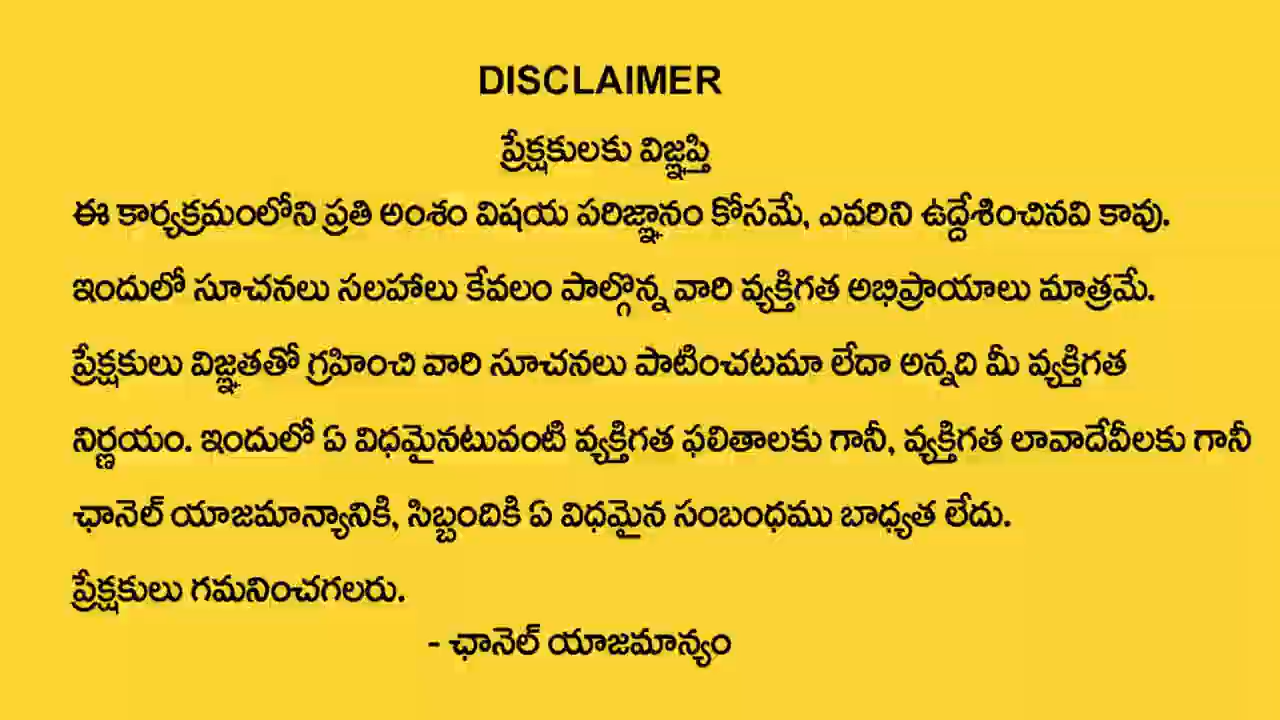 DISCLAIMER
ప్రేక్షకులకు విజ్ఞప్తి
ఈ కార్యక్రమంలోని ప్రతి అంశం విషయ పరిజ్ఞానం కోసమే, ఎవరిని ఉద్దేశించినవి కావు.
ఇందులో సూచనలు సలహాలు కేవలం పాల్గొన్న వారి వ్యక్తిగత అభిప్రాయాలు మాత్రమే.
ప్రేక్షకులు విజ్ఞతతో గ్రహించి వారి సూచనలు పాటించటమా లేదా అన్నది మీ వ్యక్తిగత
నిర్ణయం. ఇందులో ఏ విధమైనటువంటి వ్యక్తిగత ఫలితాలకు గానీ, వ్యక్తిగత లావాదేవీలకు గానీ
ఛానెల్ యాజమాన్యానికి, సిబ్బందికి ఏ విధమైన సంబంధము బాధ్యత లేదు.
ప్రేక్షకులు గమనించగలరు.
- ఛానెల్ యాజమాన్యం